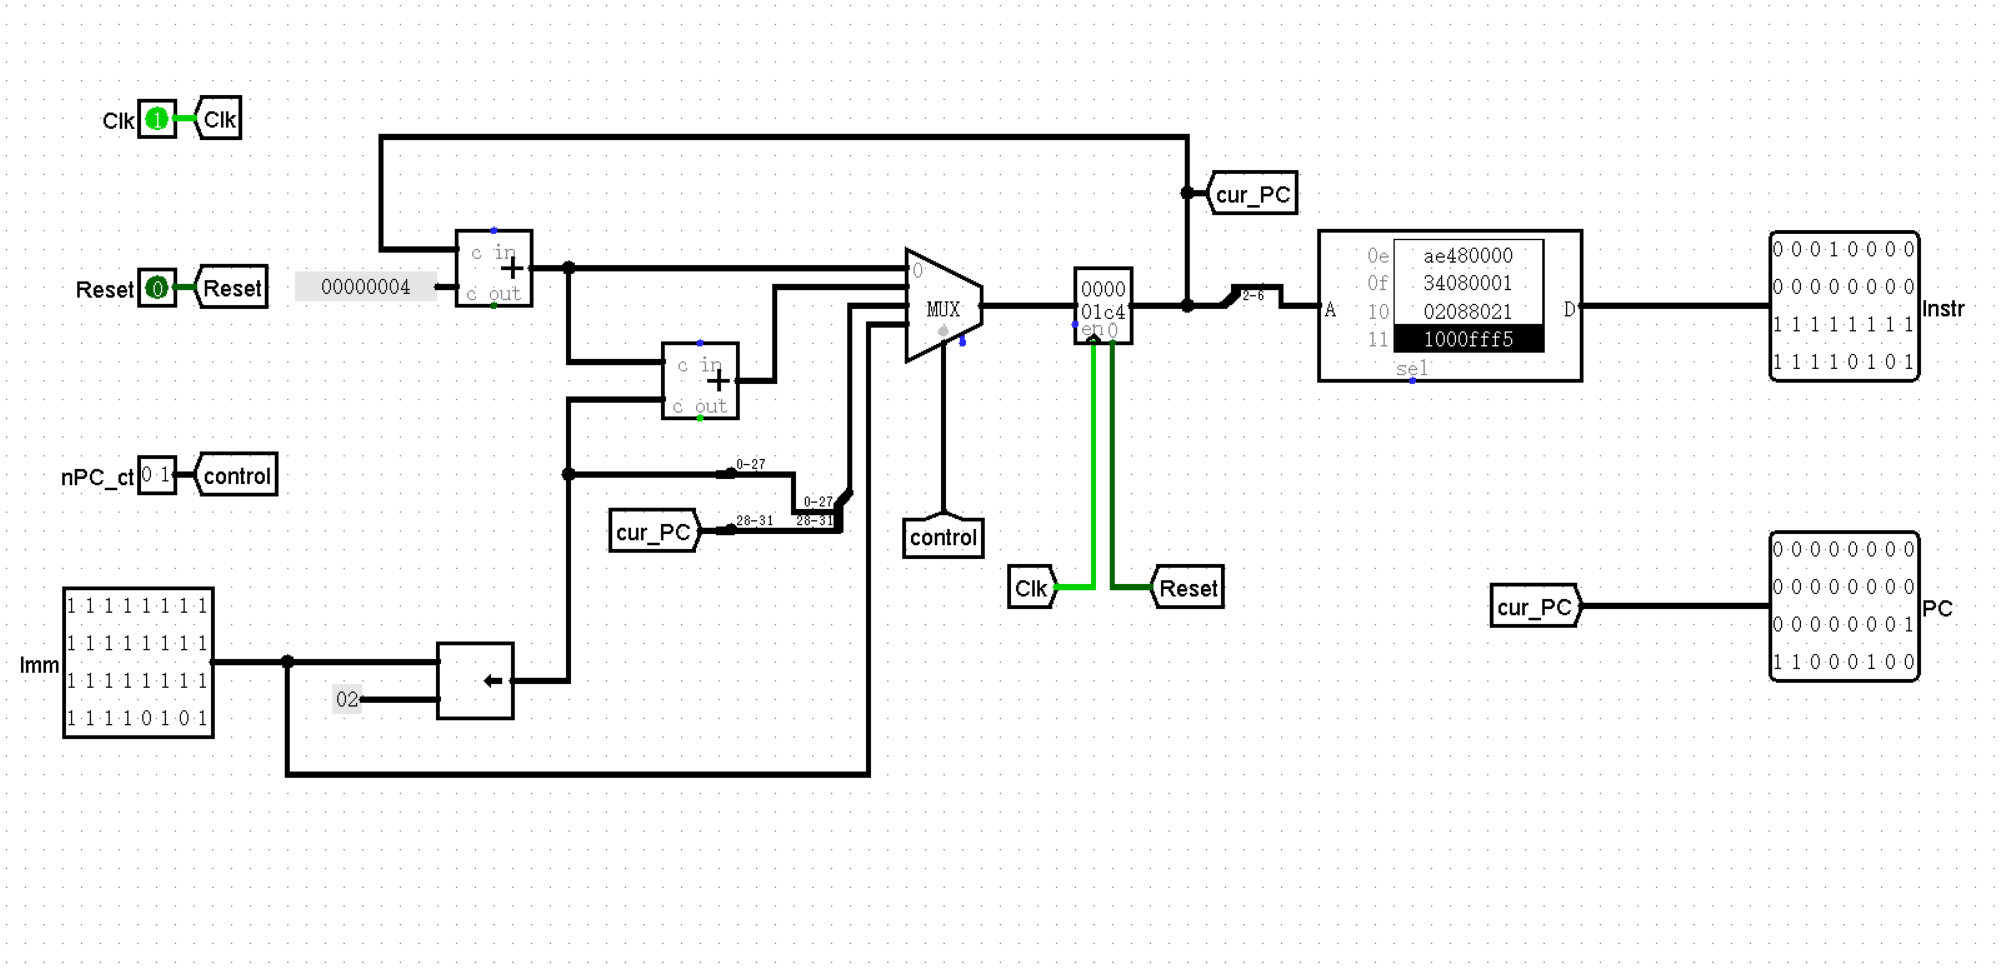 Clk 1 Clk
cur_PC
Reset 0 Reset
00000004
c in
+
c out
0
MUX
0000
01c4
en 0
2-6
A
0e ae480000
0f 34080001
10 02088021
11 1000fff5
sel
D
0 0 0 1 0 0 0 0
0 0 0 0 0 0 0 0
1 1 1 1 1 1 1 1
1 1 1 1 0 1 0 1
Instr
c in
+
c out
nPC_ct 0 1 control
0-27
0-27
cur_PC
28-31
28-31
control
Clk
Reset
cur_PC
0 0 0 0 0 0 0 0
0 0 0 0 0 0 0 0
0 0 0 0 0 0 0 1
1 1 0 0 0 1 0 0
PC
Imm
1 1 1 1 1 1 1 1
1 1 1 1 1 1 1 1
1 1 1 1 1 1 1 1
1 1 1 1 0 1 0 1
02